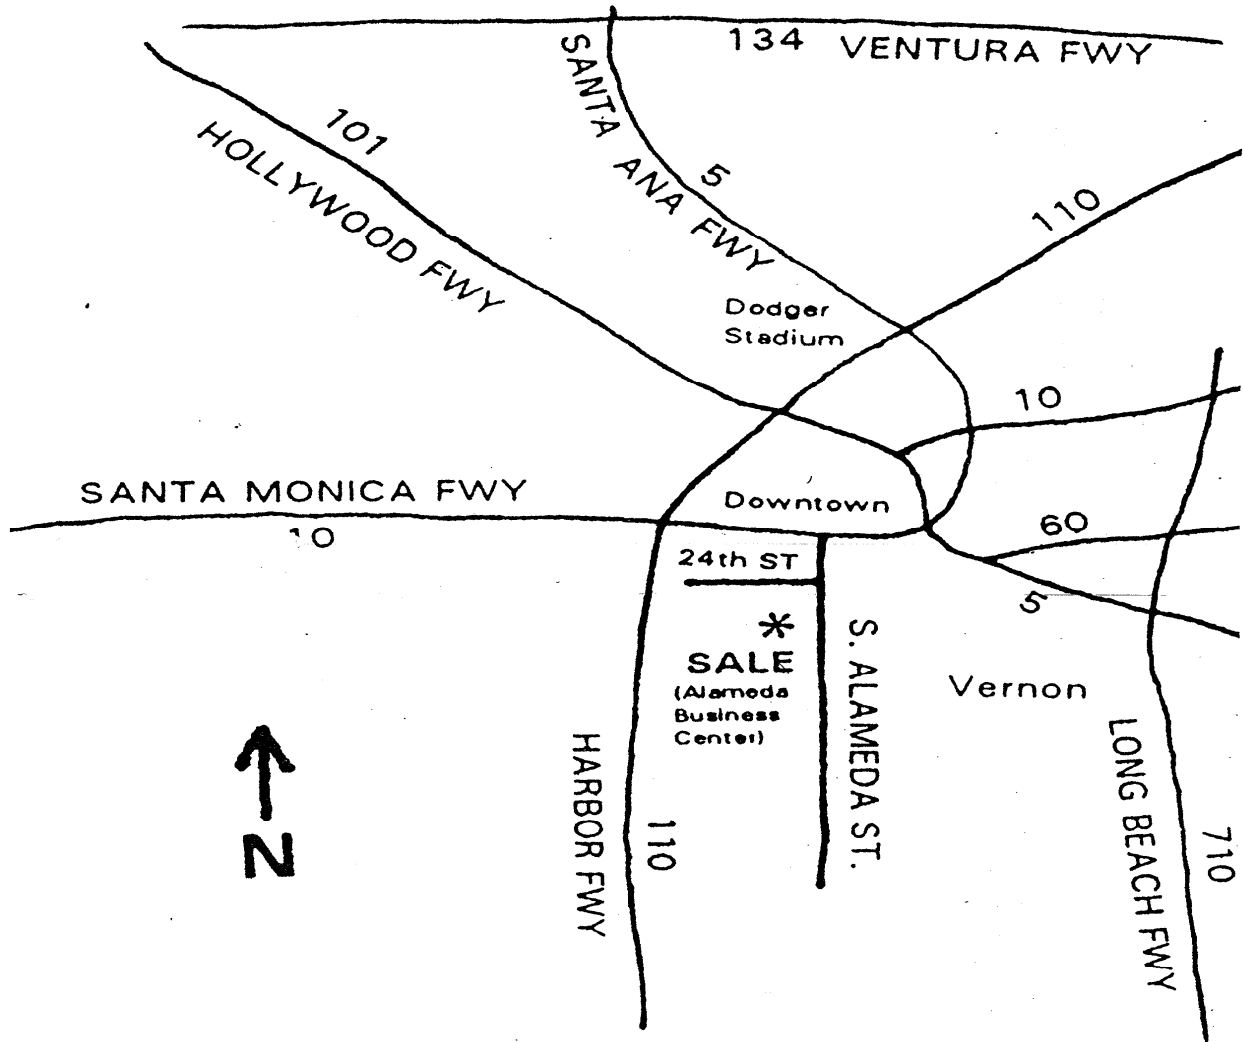 134 VENTURA FWY
SANTA ANA FWY
5
101
HOLLYWOOD FWY
110
Dodger
Stadium
10
SANTA MONICA FWY
10
Downtown
60
24th ST
5
*
SALE
(Alameda
Business
Center)
S. ALAMEDA ST.
Vernon
HARBOR FWY
110
LONG BEACH FWY
710
N